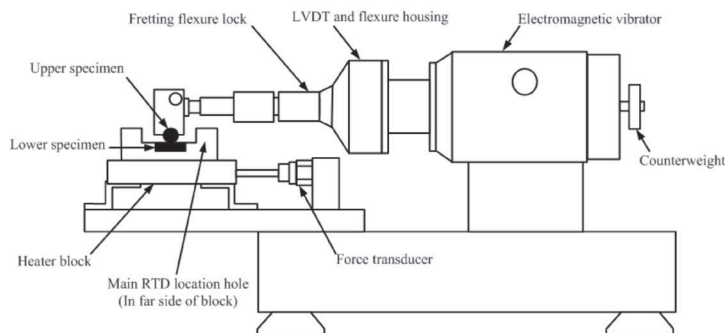 LVDT and flexure housing
Electromagnetic vibrator
Fretting flexure lock
Upper specimen
Lower specimen
Counterweight
Heater block
Main RTD location hole
(In far side of block)
Force transducer